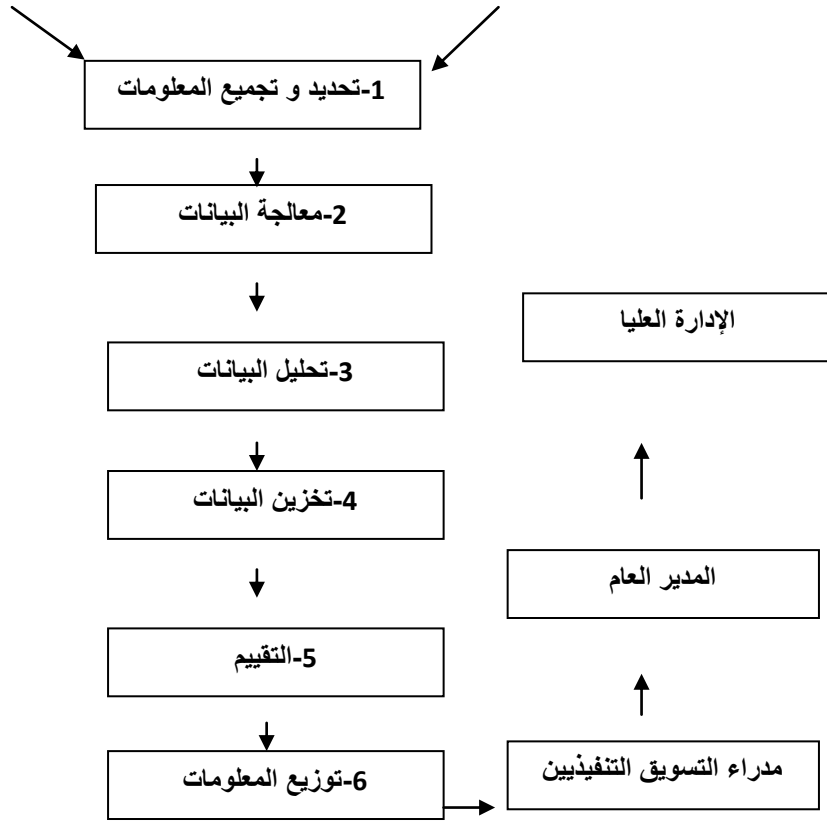 1-تحديد و تجميع المعلومات
2-معالجة البيانات
3-تحليل البيانات
4-تخزين البيانات
5-التقييم
6-توزيع المعلومات
الإدارة العليا
المدير العام
مدراء التسويق التنفيذيين